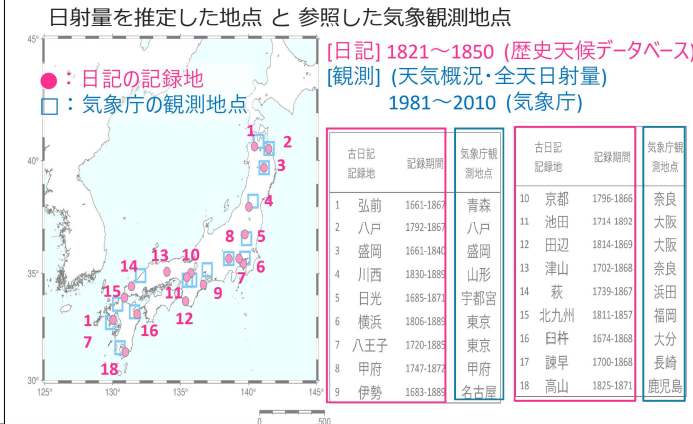 日射量を推定した地点 と 参照した気象観測地点
[日記] 1821～1850 (歴史天候データベース)
[観測] (天気概況・全天日射量)
1981～2010 (気象庁)
●：日記の記録地
□：気象庁の観測地点
45°
40°
35°
30°
125°
130°
135°
140°
145°
0
500
1
2
3
4
8
5
6
7
13
10
14
9
11
15
12
1
16
7
18
古日記
記録地
記録期間
気象庁観
測地点
1 弘前 1661-1867 青森
2 八戸 1792-1867 八戸
3 盛岡 1661-1840 盛岡
4 川西 1830-1889 山形
5 日光 1685-1871 宇都宮
6 横浜 1806-1889 東京
7 八王子 1720-1885 東京
8 甲府 1747-1872 甲府
9 伊勢 1683-1889 名古屋
古日記
記録地
記録期間
気象庁観
測地点
10 京都 1796-1866 奈良
11 池田 1714 1892 大阪
12 田辺 1814-1869 大阪
13 津山 1702-1868 奈良
14 萩 1739-1867 浜田
15 北九州 1811-1857 福岡
16 臼杵 1674-1868 大分
17 諫早 1700-1868 長崎
18 高山 1825-1871 鹿児島